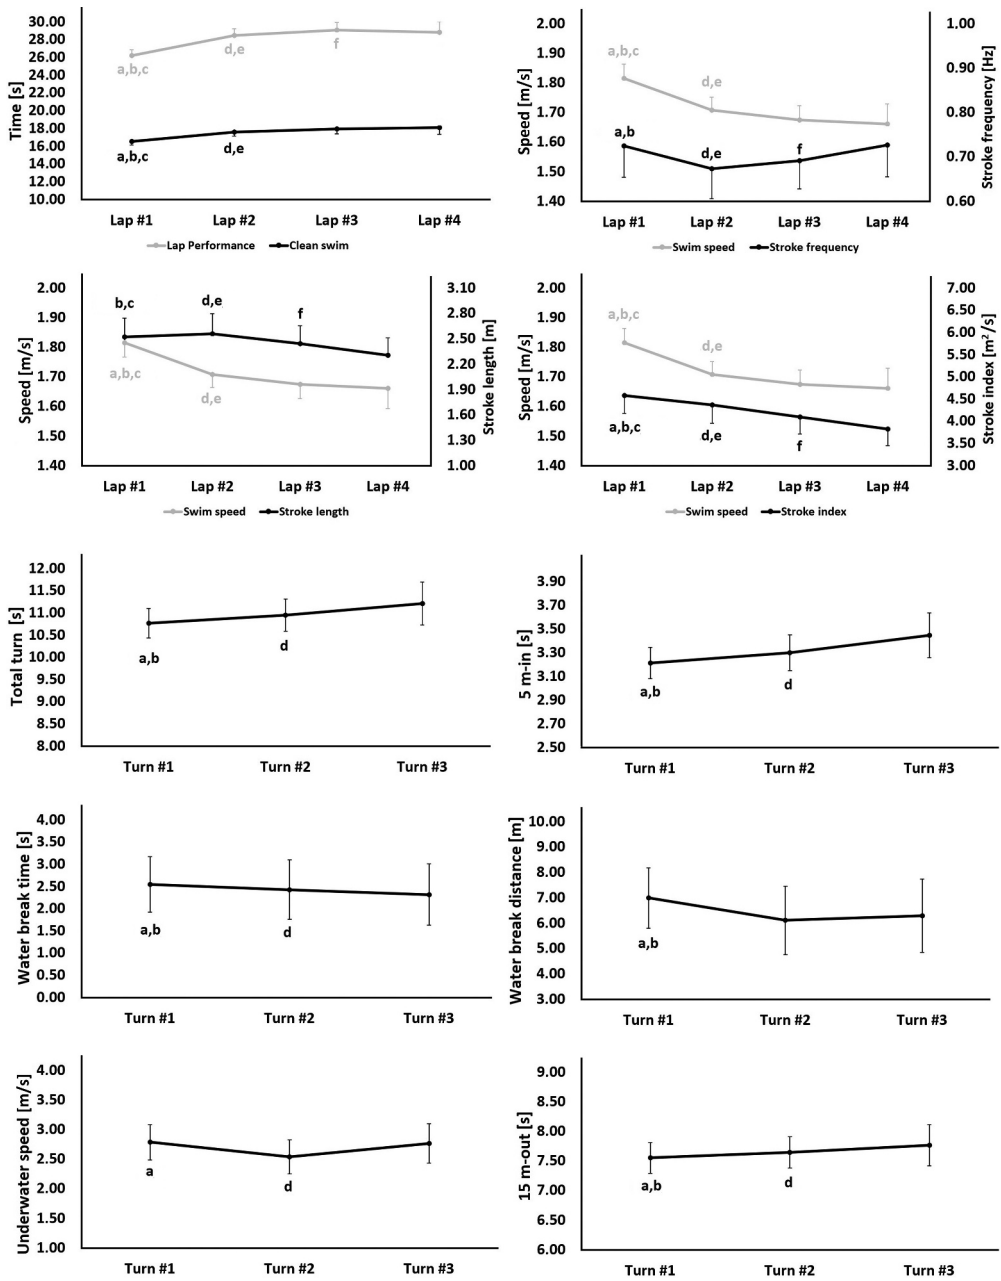 Time [s]
30.00
28.00
26.00
24.00
22.00
20.00
18.00
16.00
14.00
12.00
10.00
a,b,c
d,e
f
a,b,c
d,e
Lap #1 Lap #2 Lap #3 Lap #4
Lap Performance Clean swim
Speed [m/s]
2.00
1.90
1.80
1.70
1.60
1.50
1.40
a,b,c
d,e
a,b
d,e
f
1.00
0.90
0.80
0.70
0.60
Stroke frequency [Hz]
Lap #1 Lap #2 Lap #3 Lap #4
Swim speed Stroke frequency
Speed [m/s]
2.00
1.90
1.80
1.70
1.60
1.50
1.40
b,c
d,e
f
a,b,c
d,e
3.10
2.80
2.50
2.20
1.90
1.60
1.30
1.00
Stroke length [m]
Lap #1 Lap #2 Lap #3 Lap #4
Swim speed Stroke length
Speed [m/s]
2.00
1.90
1.80
1.70
1.60
1.50
1.40
a,b,c
d,e
a,b,c
d,e
f
7.00
6.50
6.00
5.50
5.00
4.50
4.00
3.50
3.00
Stroke index [m²/s]
Lap #1 Lap #2 Lap #3 Lap #4
Swim speed Stroke index
Total turn [s]
12.00
11.50
11.00
10.50
10.00
9.50
9.00
8.50
8.00
a,b
d
Turn #1 Turn #2 Turn #3
5 m-in [s]
3.90
3.70
3.50
3.30
3.10
2.90
2.70
2.50
a,b
d
Turn #1 Turn #2 Turn #3
Water break time [s]
4.00
3.50
3.00
2.50
2.00
1.50
1.00
0.50
0.00
a,b
d
Turn #1 Turn #2 Turn #3
Water break distance [m]
10.00
9.00
8.00
7.00
6.00
5.00
4.00
3.00
a,b
Turn #1 Turn #2 Turn #3
Underwater speed [m/s]
4.00
3.50
3.00
2.50
2.00
1.50
1.00
a
d
Turn #1 Turn #2 Turn #3
15 m-out [s]
9.00
8.50
8.00
7.50
7.00
6.50
6.00
a,b
d
Turn #1 Turn #2 Turn #3